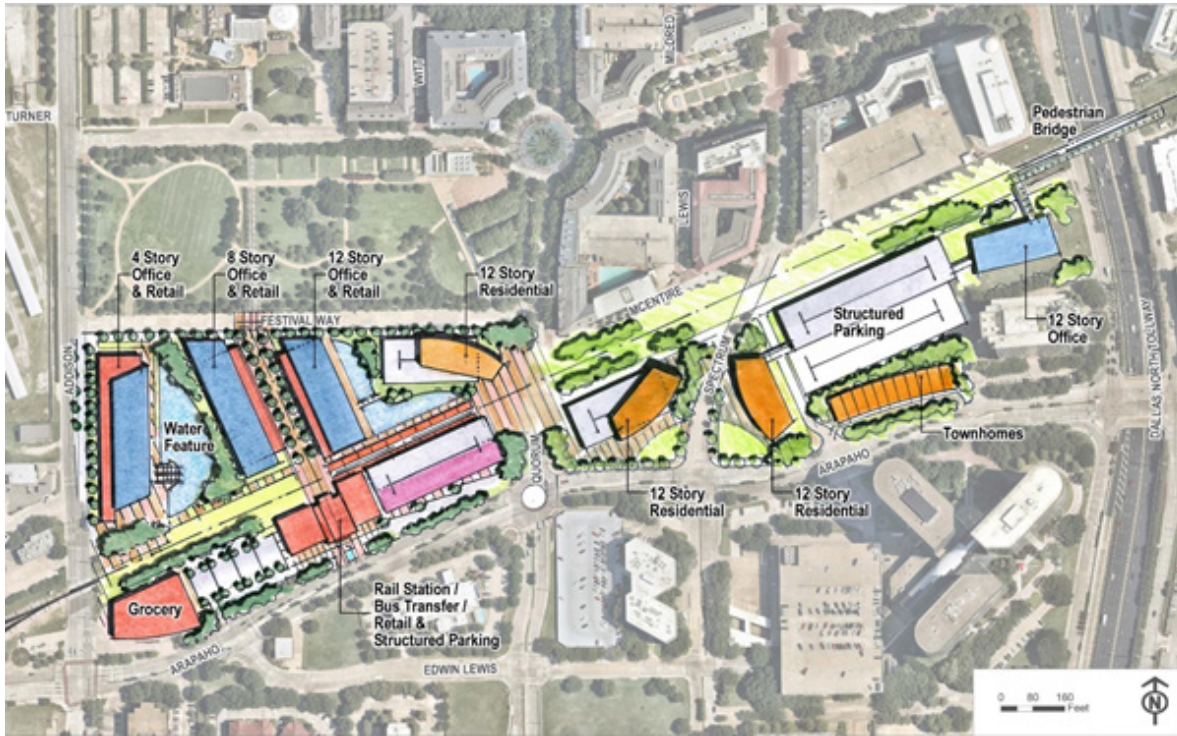 TURNER
WITT
MILDRED
Pedestrian
Bridge
LEWIS
4 Story
Office
& Retail
8 Story
Office
& Retail
12 Story
Office
& Retail
12 Story
Residential
MCENTIRE
FESTIVAL WAY
ADDISON
Structured
Parking
12 Story
Office
SPECTRUM
DALLAS NORTH TOLLWAY
Water
Feature
Townhomes
QUORUM
ARAPAHO
12 Story
Residential
12 Story
Residential
Rail Station /
Bus Transfer /
Retail &
Structured Parking
Grocery
ARAPAHO
EDWIN LEWIS
0 80 160
Feet
N